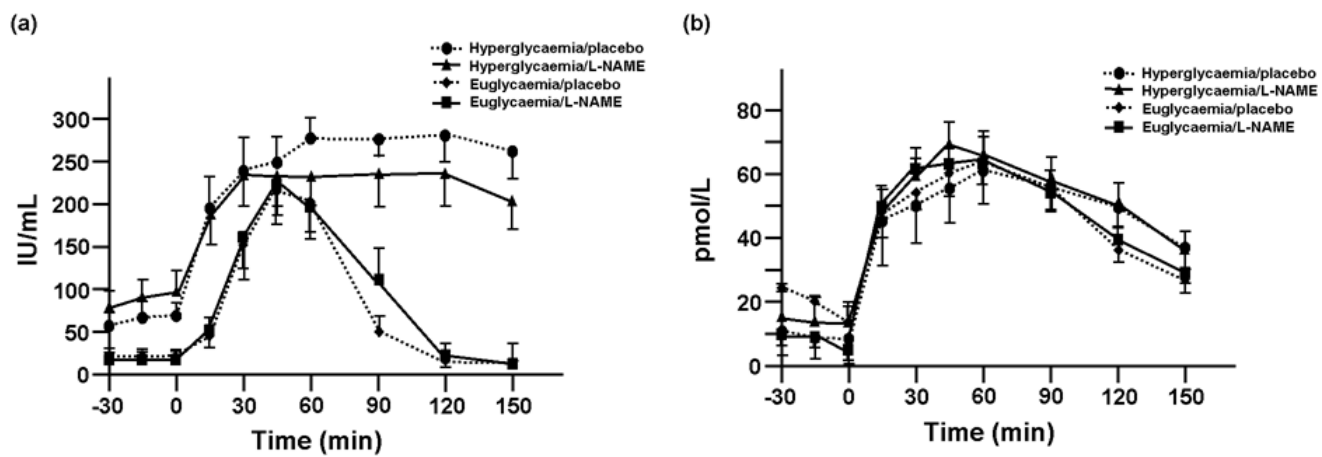 (a)
Hyperglycaemia/placebo
Hyperglycaemia/L-NAME
Euglycaemia/placebo
Euglycaemia/L-NAME
IU/mL
300
250
200
150
100
50
0
-30 0 30 60 90 120 150
Time (min)
(b)
Hyperglycaemia/placebo
Hyperglycaemia/L-NAME
Euglycaemia/placebo
Euglycaemia/L-NAME
pmol/L
80
60
40
20
0
-30 0 30 60 90 120 150
Time (min)